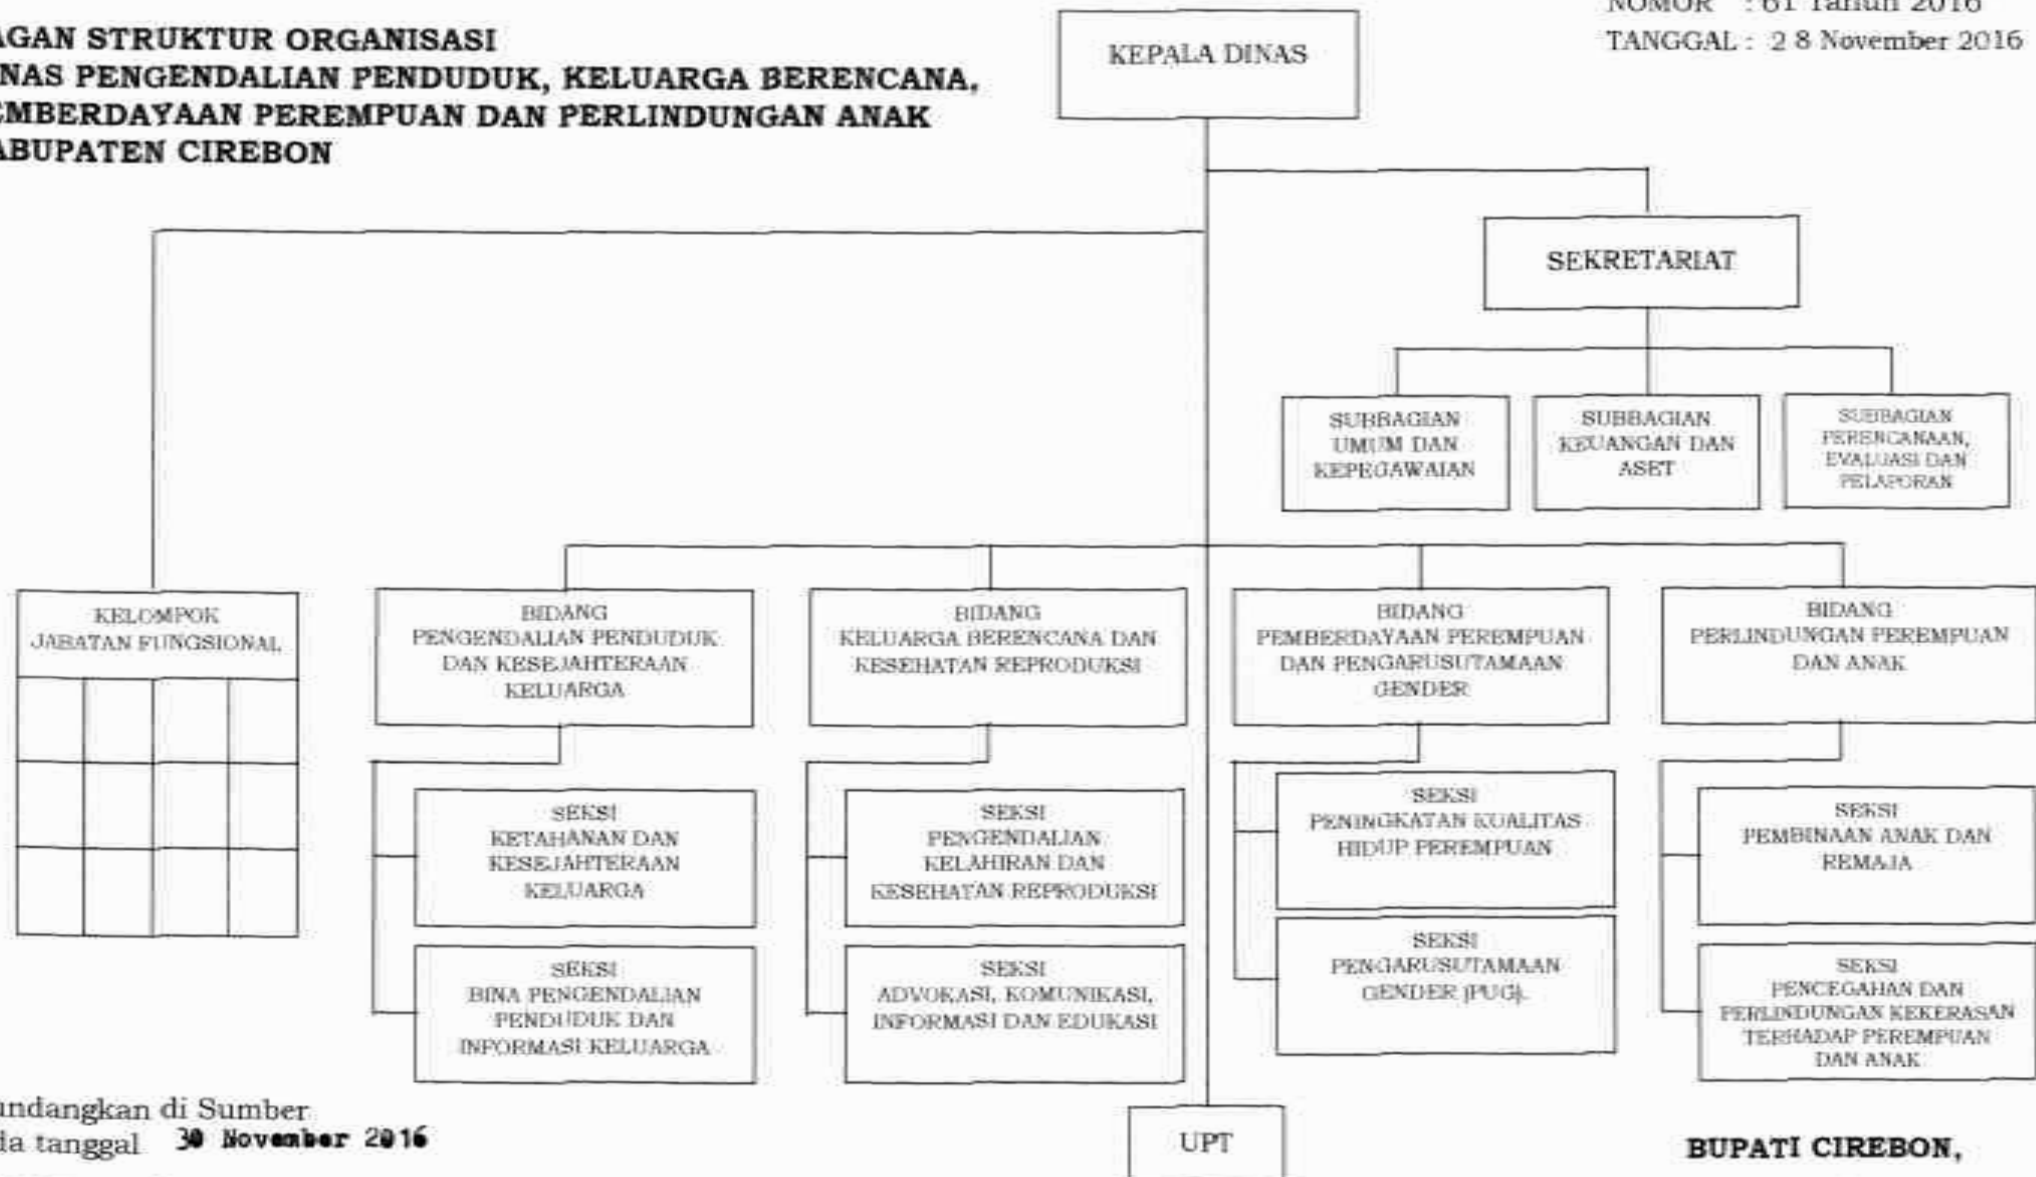 AGAN STRUKTUR ORGANISASI
NAS PENGENDALIAN PENDUDUK, KELUARGA BERENCANA,
EMBERDAYAAN PEREMPUAN DAN PERLINDUNGAN ANAK
ABUPATEN CIREBON
NOMOR : 61 Tahun 2016
TANGGAL : 2 8 November 2016
KEPALA DINAS
SEKRETARIAT
SUBBAGIAN
UMUM DAN
KEPEGAWAIAN
SUBBAGIAN
KEUANGAN DAN
ASET
SUBBAGIAN
PERENCANAAN,
EVALUASI DAN
PELAPORAN
KELOMPOK
JABATAN FUNGSIONAL
BIDANG
PENGENDALIAN PENDUDUK
DAN KESEJAHTERAAN
KELUARGA
BIDANG
KELUARGA BERENCANA DAN
KESEHATAN REPRODUKSI
BIDANG
PEMBERDAYAAN PEREMPUAN
DAN PENGARUSUTAMAAN
GENDER
BIDANG
PERLINDUNGAN PEREMPUAN
DAN ANAK
SEKSI
KETAHANAN DAN
KESEJAHTERAAN
KELUARGA
SEKSI
PENGENDALIAN
KELAHIRAN DAN
KESEHATAN REPRODUKSI
SEKSI
PENINGKATAN KUALITAS
HIDUP PEREMPUAN
SEKSI
PEMBINAAN ANAK DAN
REMAJA
SEKSI
BINA PENGENDALIAN
PENDUDUK DAN
INFORMASI KELUARGA
SEKSI
ADVOKASI, KOMUNIKASI,
INFORMASI DAN EDUKASI
SEKSI
PENGARUSUTAMAAN
GENDER (PUG).
SEKSI
PENCEGAHAN DAN
PERLINDUNGAN KEKERASAN
TERHADAP PEREMPUAN
DAN ANAK
undangkan di Sumber
da tanggal 30 November 2016
UPT
BUPATI CIREBON,